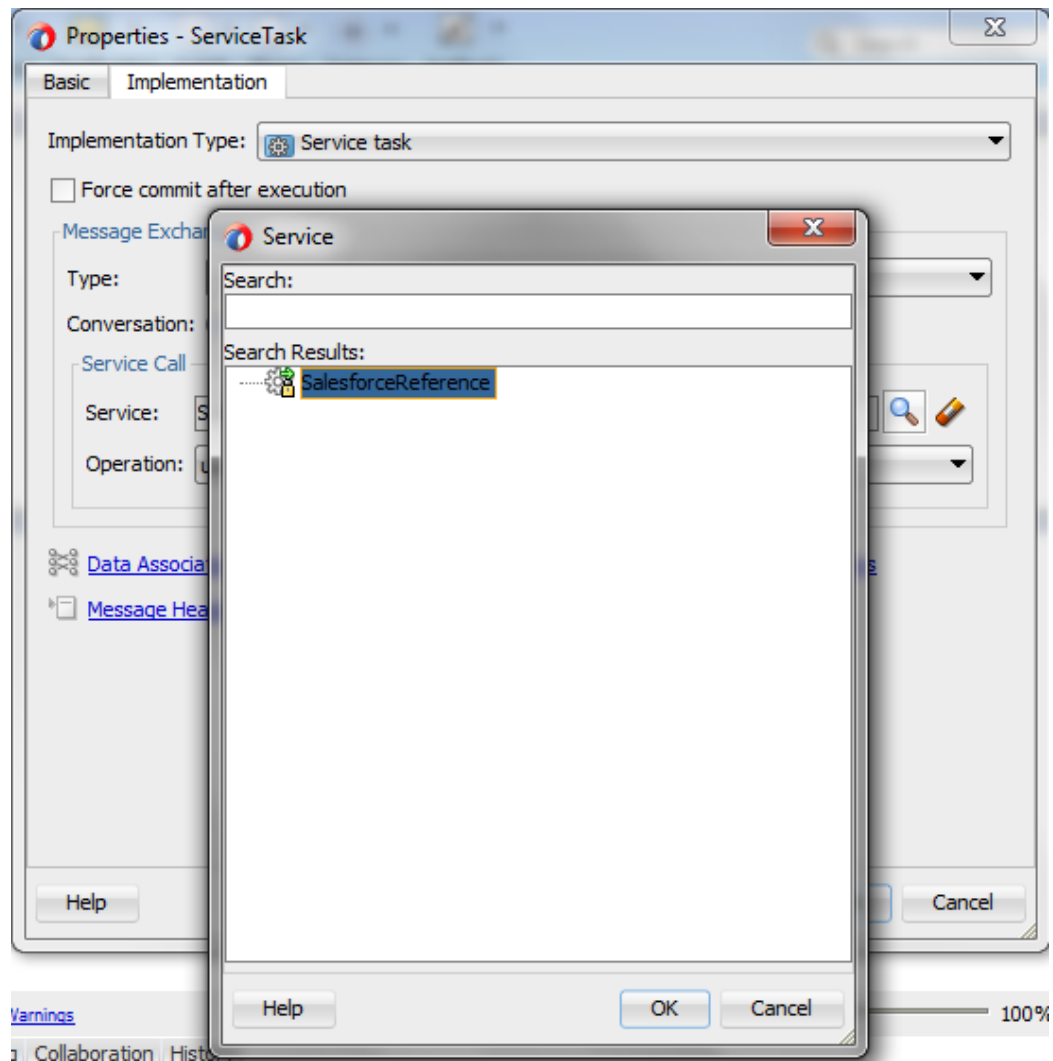 Properties - ServiceTask
Basic Implementation
Implementation Type: Service task
Force commit after execution
Message Exchan
Service
Type:
Search:
Conversation:
Search Results:
Service Call
SalesforceReference
Service: S
Operation: u
Data Associa s
Message Hea
Help Cancel
Help OK Cancel
Warnings 100%
Collaboration Histo